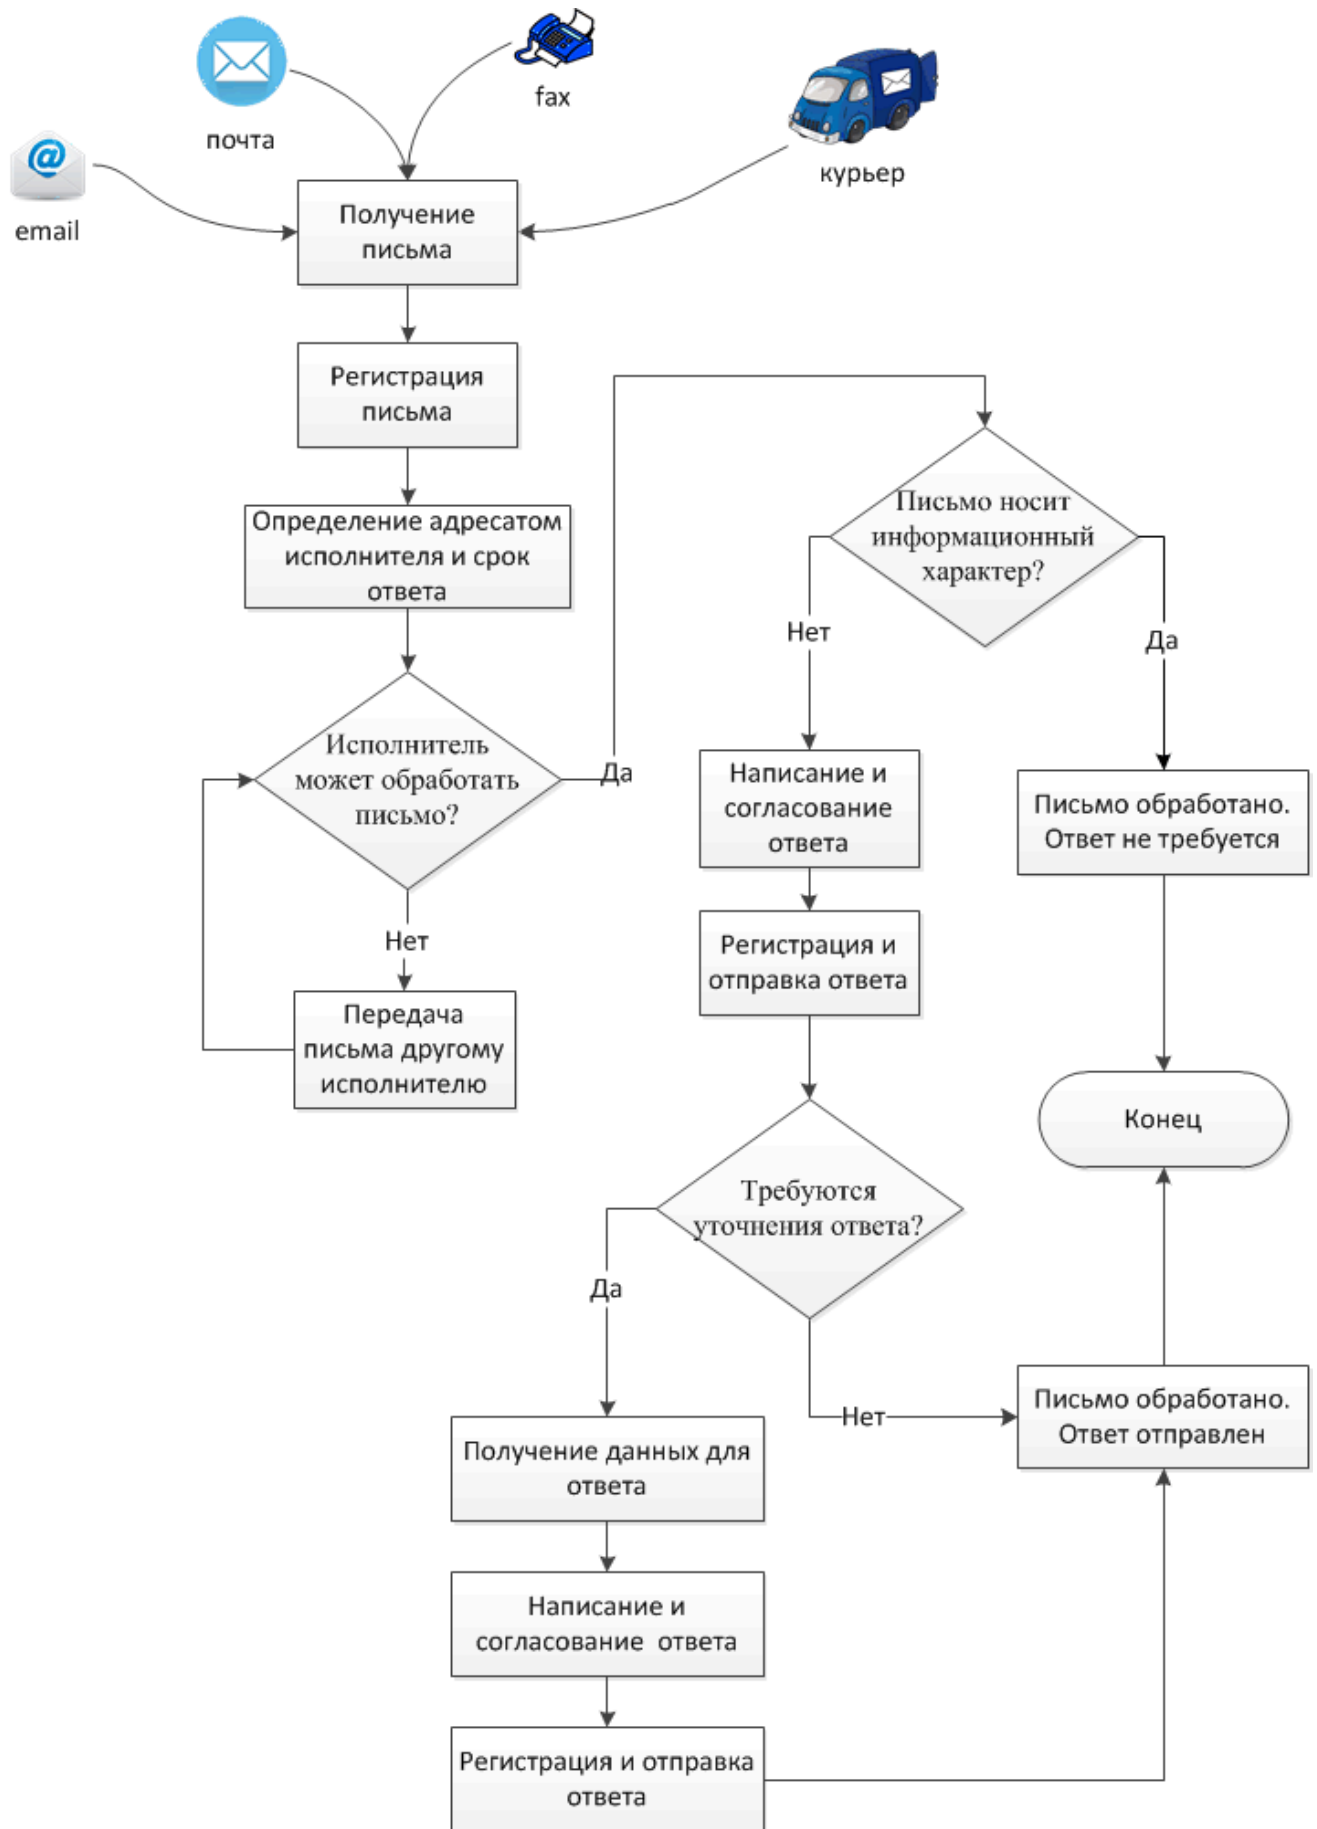 fax
почта
курьер
email
Получение
письма
Регистрация
письма
Определение адресатом
исполнителя и срок
ответа
Исполнитель
может обработать
письмо?
Да
Нет
Передача
письма другому
исполнителю
Письмо носит
информационный
характер?
Нет
Да
Написание и
согласование
ответа
Письмо обработано.
Ответ не требуется
Регистрация и
отправка ответа
Конец
Требуются
уточнения ответа?
Да
Нет
Письмо обработано.
Ответ отправлен
Получение данных для
ответа
Написание и
согласование ответа
Регистрация и отправка
ответа